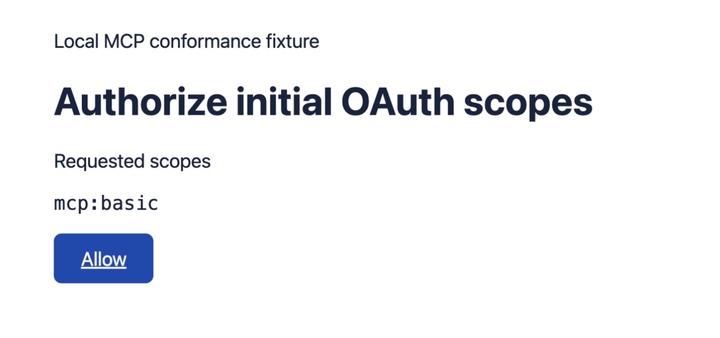 Local MCP conformance fixture
Authorize initial OAuth scopes
Requested scopes
mcp:basic
Allow